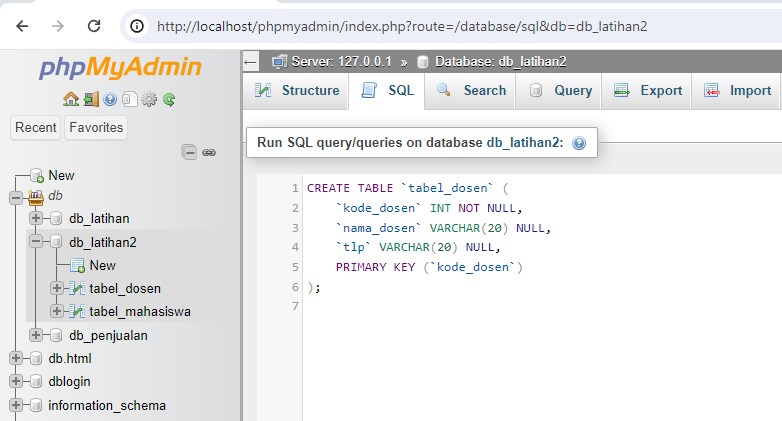 http://localhost/phpmyadmin/index.php?route=/database/sql&db=db_latihan2
phpMyAdmin
Recent Favorites
New
db
db_latihan
db_latihan2
New
tabel_dosen
tabel_mahasiswa
db_penjualan
db.html
dblogin
information_schema
Server: 127.0.0.1 » Database: db_latihan2
Structure SQL Search Query Export Import
Run SQL query/queries on database db_latihan2:
1 CREATE TABLE `tabel_dosen` (
2 `kode_dosen` INT NOT NULL,
3 `nama_dosen` VARCHAR(20) NULL,
4 `tlp` VARCHAR(20) NULL,
5 PRIMARY KEY (`kode_dosen`)
6 );
7